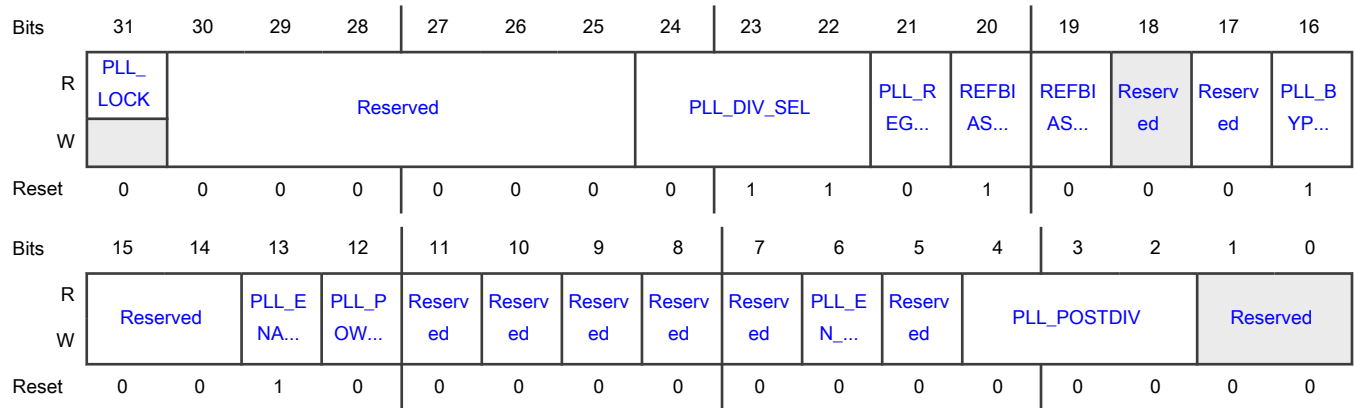 Bits 31 30 29 28 27 26 25 24 23 22 21 20 19 18 17 16
R PLL_ LOCK Reserved PLL_DIV_SEL PLL_R EG... REFBI AS... REFBI AS... Reserv ed Reserv ed PLL_B YP...
W
Reset 0 0 0 0 0 0 0 0 1 1 0 1 0 0 0 1
Bits 15 14 13 12 11 10 9 8 7 6 5 4 3 2 1 0
R Reserved PLL_E NA... PLL_P OW... Reserv ed Reserv ed Reserv ed Reserv ed Reserv ed PLL_E N_... Reserv ed PLL_POSTDIV Reserved
W
Reset 0 0 1 0 0 0 0 0 0 0 0 0 0 0 0 0